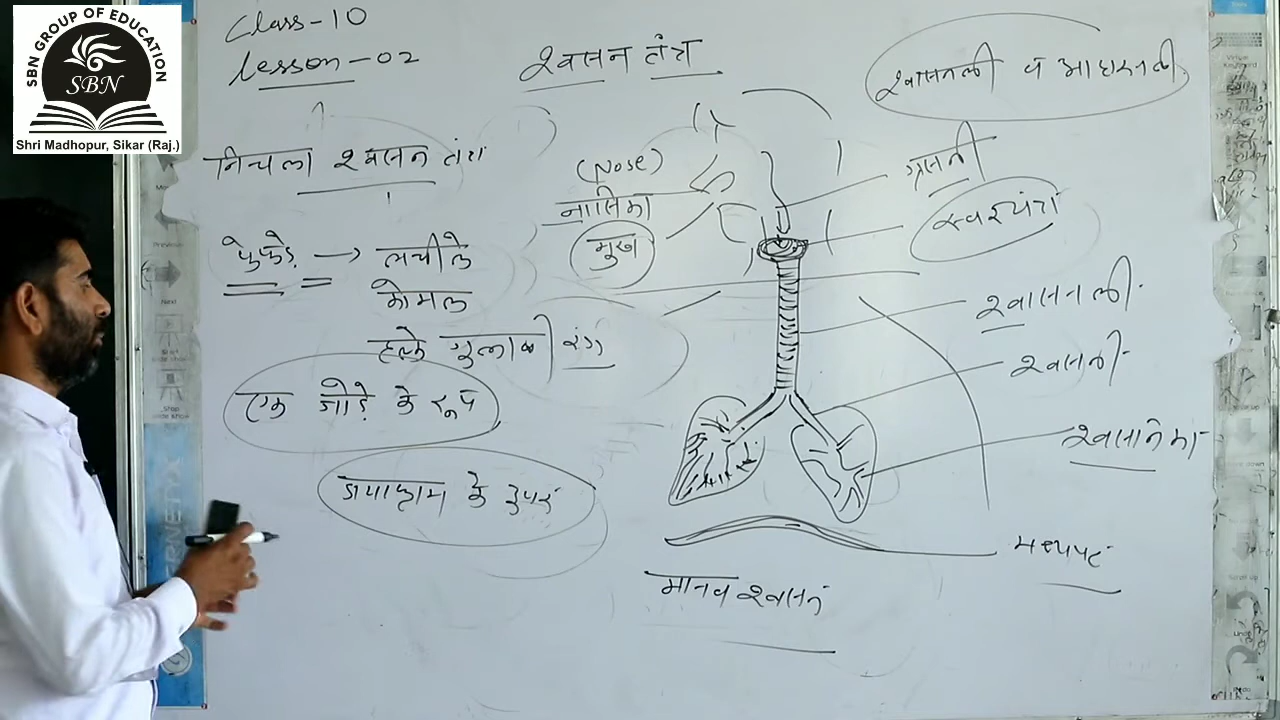 SBN GROUP OF EDUCATION
SBN
Shri Madhopur, Sikar (Raj.)
Class-10
Lesson-02
श्वसन तंत्र
श्वासनली व आहारनली
निचला श्वसन तंत्र
(Nose)
नासिका
मुख
ग्रसनी
स्वरयंत्र
फेफड़े → लचीले
कोमल
हल्के गुलाबी रंग
श्वासनली
श्वसनी
एक जोड़े के रूप
श्वसनिका
डायाफ्राम के ऊपर
मध्यपट
मानव श्वसन